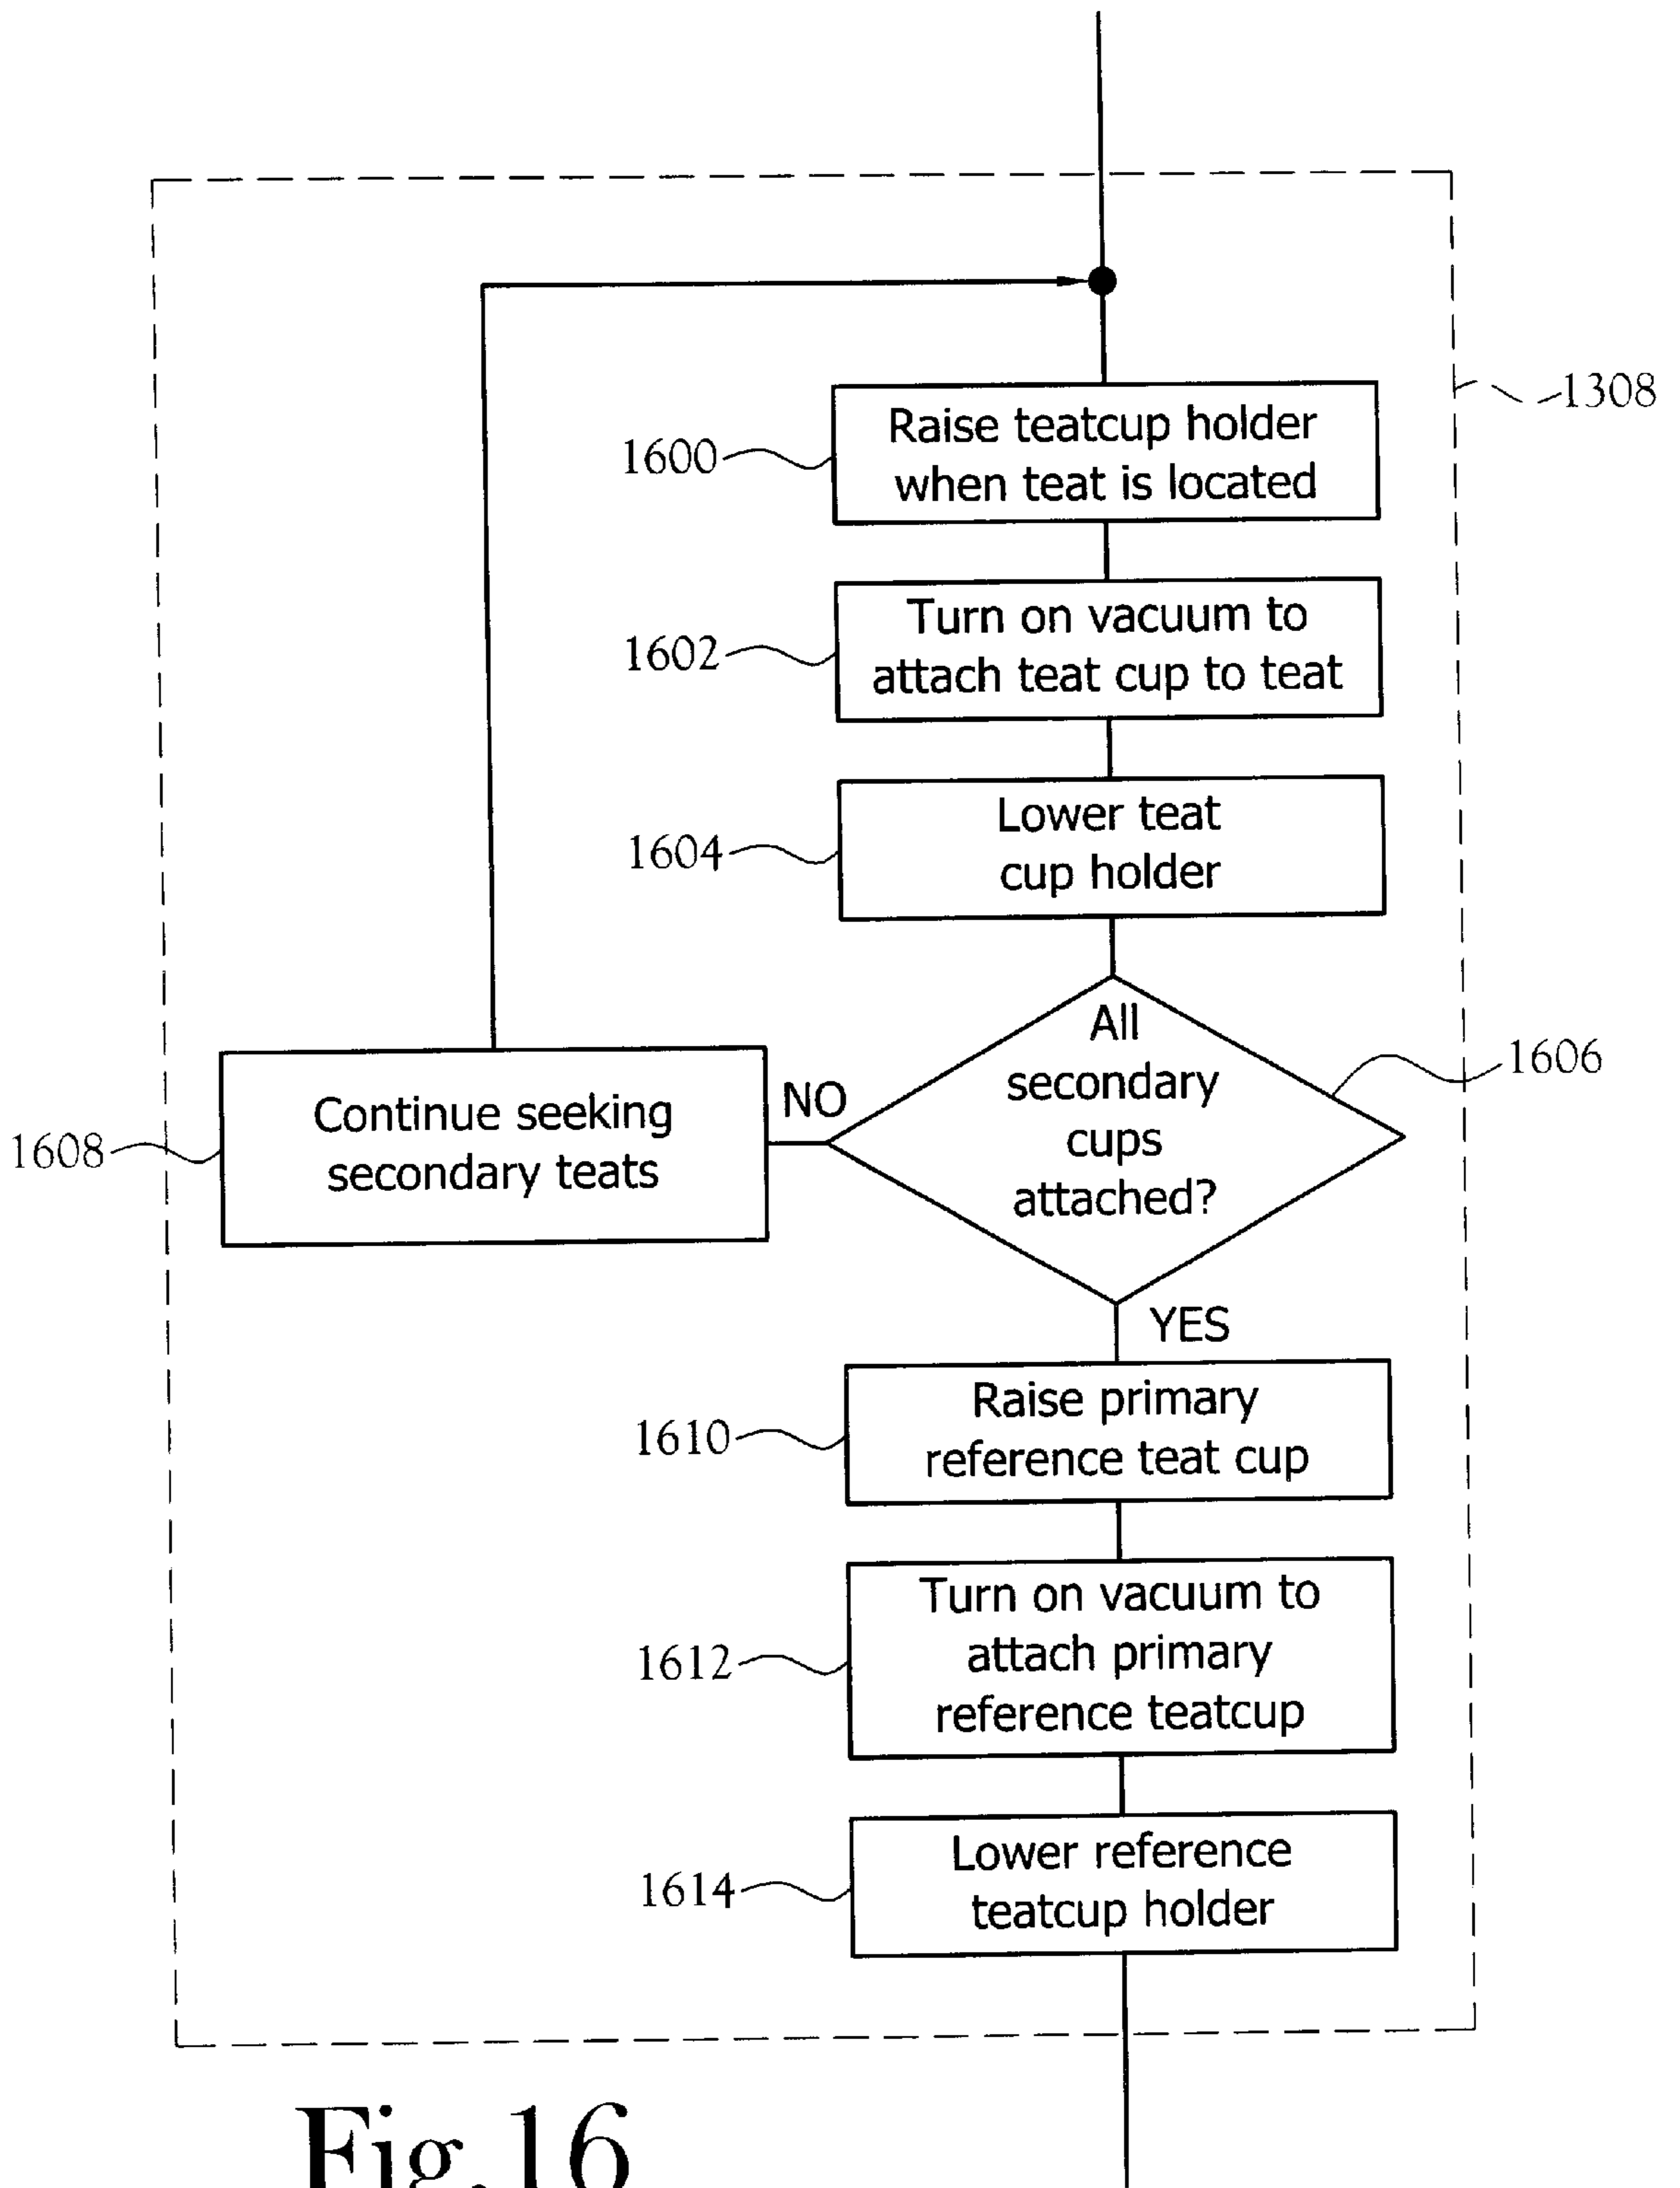 1308
1600
Raise teatcup holder
when teat is located
1602
Turn on vacuum to
attach teat cup to teat
1604
Lower teat
cup holder
All
secondary
cups
attached?
1606
NO
Continue seeking
secondary teats
1608
YES
1610
Raise primary
reference teat cup
1612
Turn on vacuum to
attach primary
reference teatcup
1614
Lower reference
teatcup holder
Fig.16